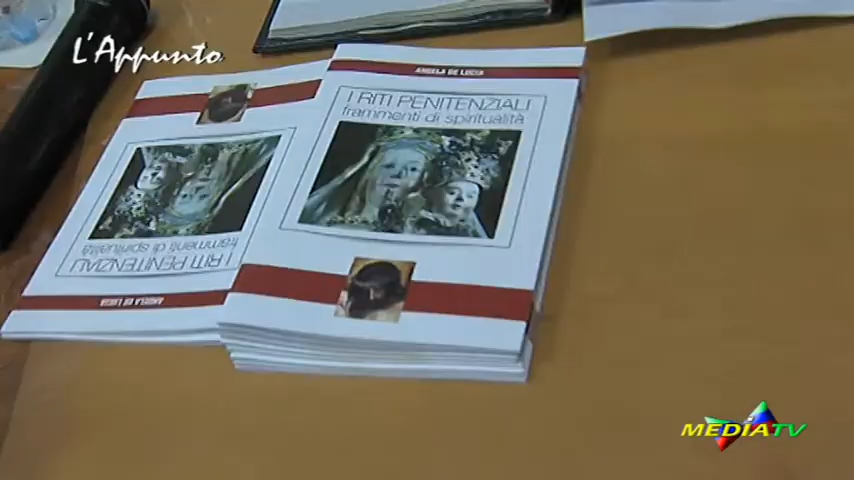 L'Appunto
ANGELA DE LUCIA
I RITI PENITENZIALI
frammenti di spiritualità
I RITI PENITENZIALI
frammenti di spiritualità
ANGELA DE LUCIA
MEDIATV